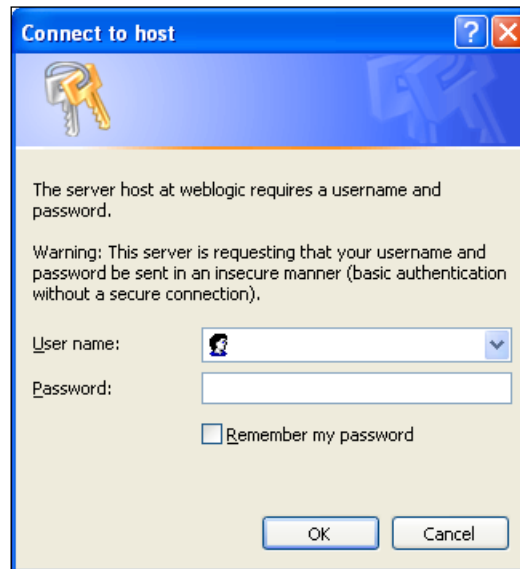 Connect to host
The server host at weblogic requires a username and
password.
Warning: This server is requesting that your username and
password be sent in an insecure manner (basic authentication
without a secure connection).
User name:
Password:
Remember my password
OK
Cancel